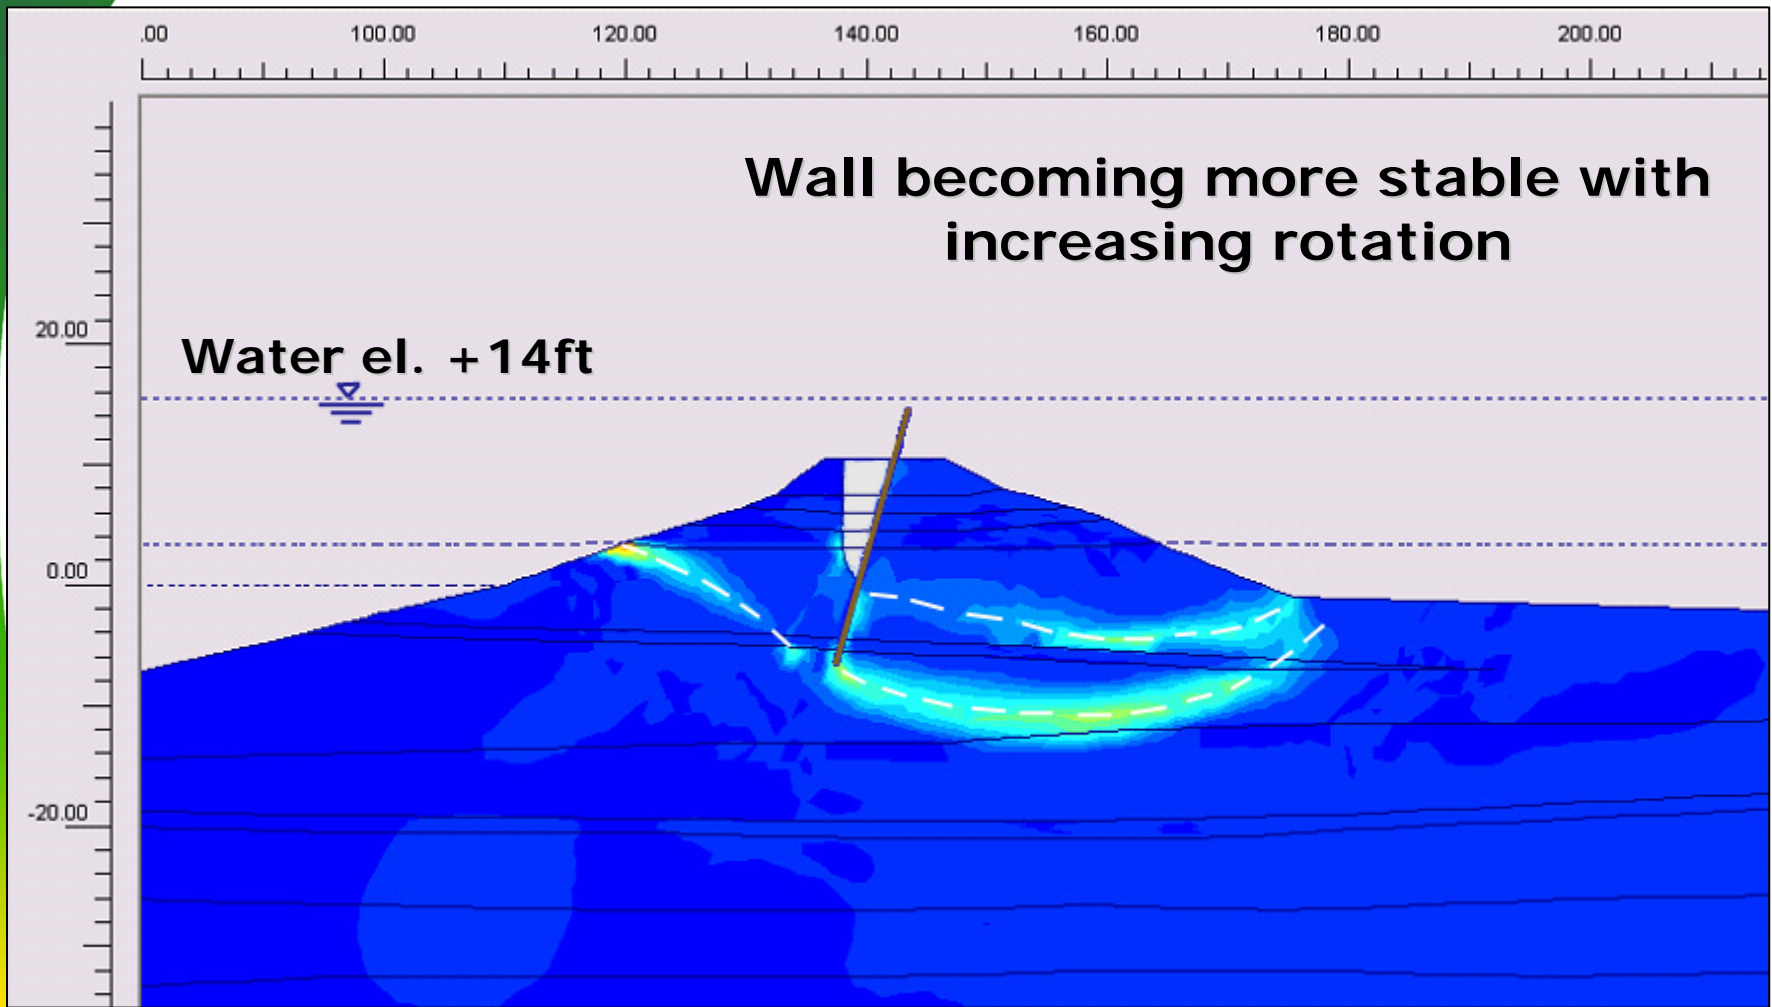 .00 100.00 120.00 140.00 160.00 180.00 200.00
Wall becoming more stable with
increasing rotation
20.00
Water el. +14ft
0.00
-20.00